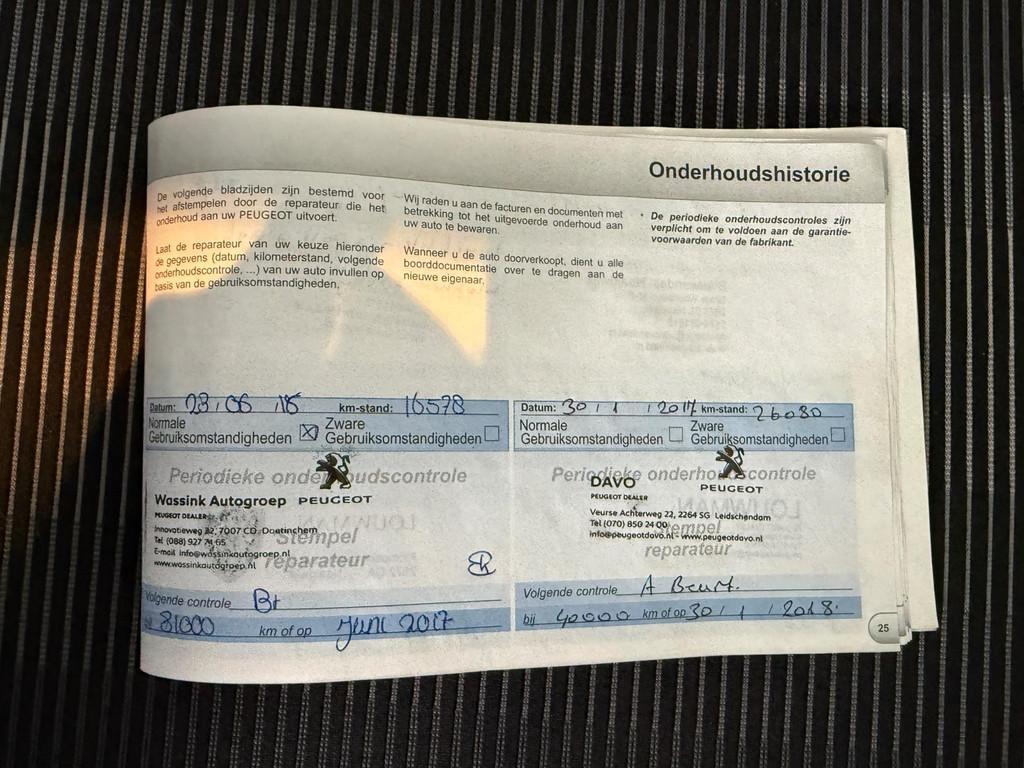 Onderhoudshistorie
De volgende bladzijden zijn bestemd voor
het afstempelen door de reparateur die het
onderhoud aan uw PEUGEOT uitvoert.
Laat de reparateur van uw keuze hieronder
de gegevens (datum, kilometerstand, volgende
onderhoudscontrole, ...) van uw auto invullen op
basis van de gebruiksomstandigheden.
Wij raden u aan de facturen en documenten met
betrekking tot het uitgevoerde onderhoud aan
uw auto te bewaren.
Wanneer u de auto doorverkoopt, dient u alle
boorddocumentatie over te dragen aan de
nieuwe eigenaar.
* De periodieke onderhoudscontroles zijn
verplicht om te voldoen aan de garantie-
voorwaarden van de fabrikant.
Datum: 23 / 06 / 16 km-stand: 16578
Normale
Gebruiksomstandigheden
Zware
Gebruiksomstandigheden
Periodieke onderhoudscontrole
Wassink Autogroep PEUGEOT
PEUGEOT DEALER
Innovatieweg 22, 7007 CD Doetinchem
Tel (088) 927 65
E-mail info@wassinkautogroep.nl
www.wassinkautogroep.nl
Stempel
reparateur
Volgende controle Br
31000 km of op juni 2017
Datum: 30 / 1 / 2017 km-stand: 26080
Normale
Gebruiksomstandigheden
Zware
Gebruiksomstandigheden
Periodieke onderhoudscontrole
DAVO PEUGEOT
PEUGEOT DEALER
Veurse Achterweg 22, 2264 SG Leidschendam
Tel (070) 850 24 00
info@peugeotdavo.nl - www.peugeotdavo.nl
Stempel
reparateur
Volgende controle A Beurt.
bij 40000 km of op 30 / 1 / 2018.
25